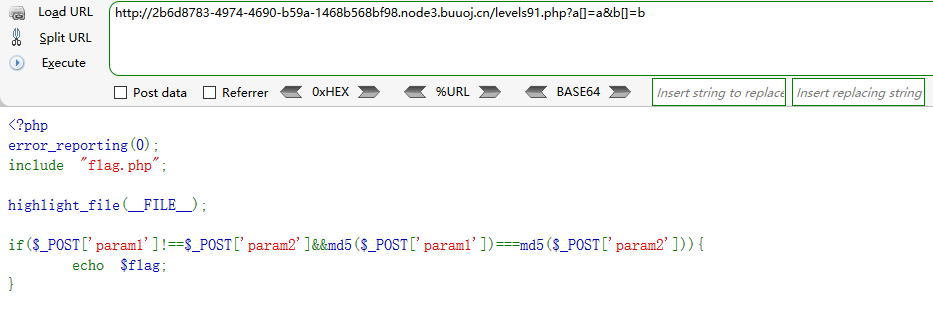 Load URL
http://2b6d8783-4974-4690-b59a-1468b568bf98.node3.buuoj.cn/levels91.php?a[]=a&b[]=b
Split URL
Execute
Post data Referrer 0xHEX %URL BASE64 Insert string to replace Insert replacing string
<?php
error_reporting(0);
include "flag.php";
highlight_file(__FILE__);
if($_POST['param1']!==$_POST['param2']&&md5($_POST['param1'])===md5($_POST['param2'])){
echo $flag;
}